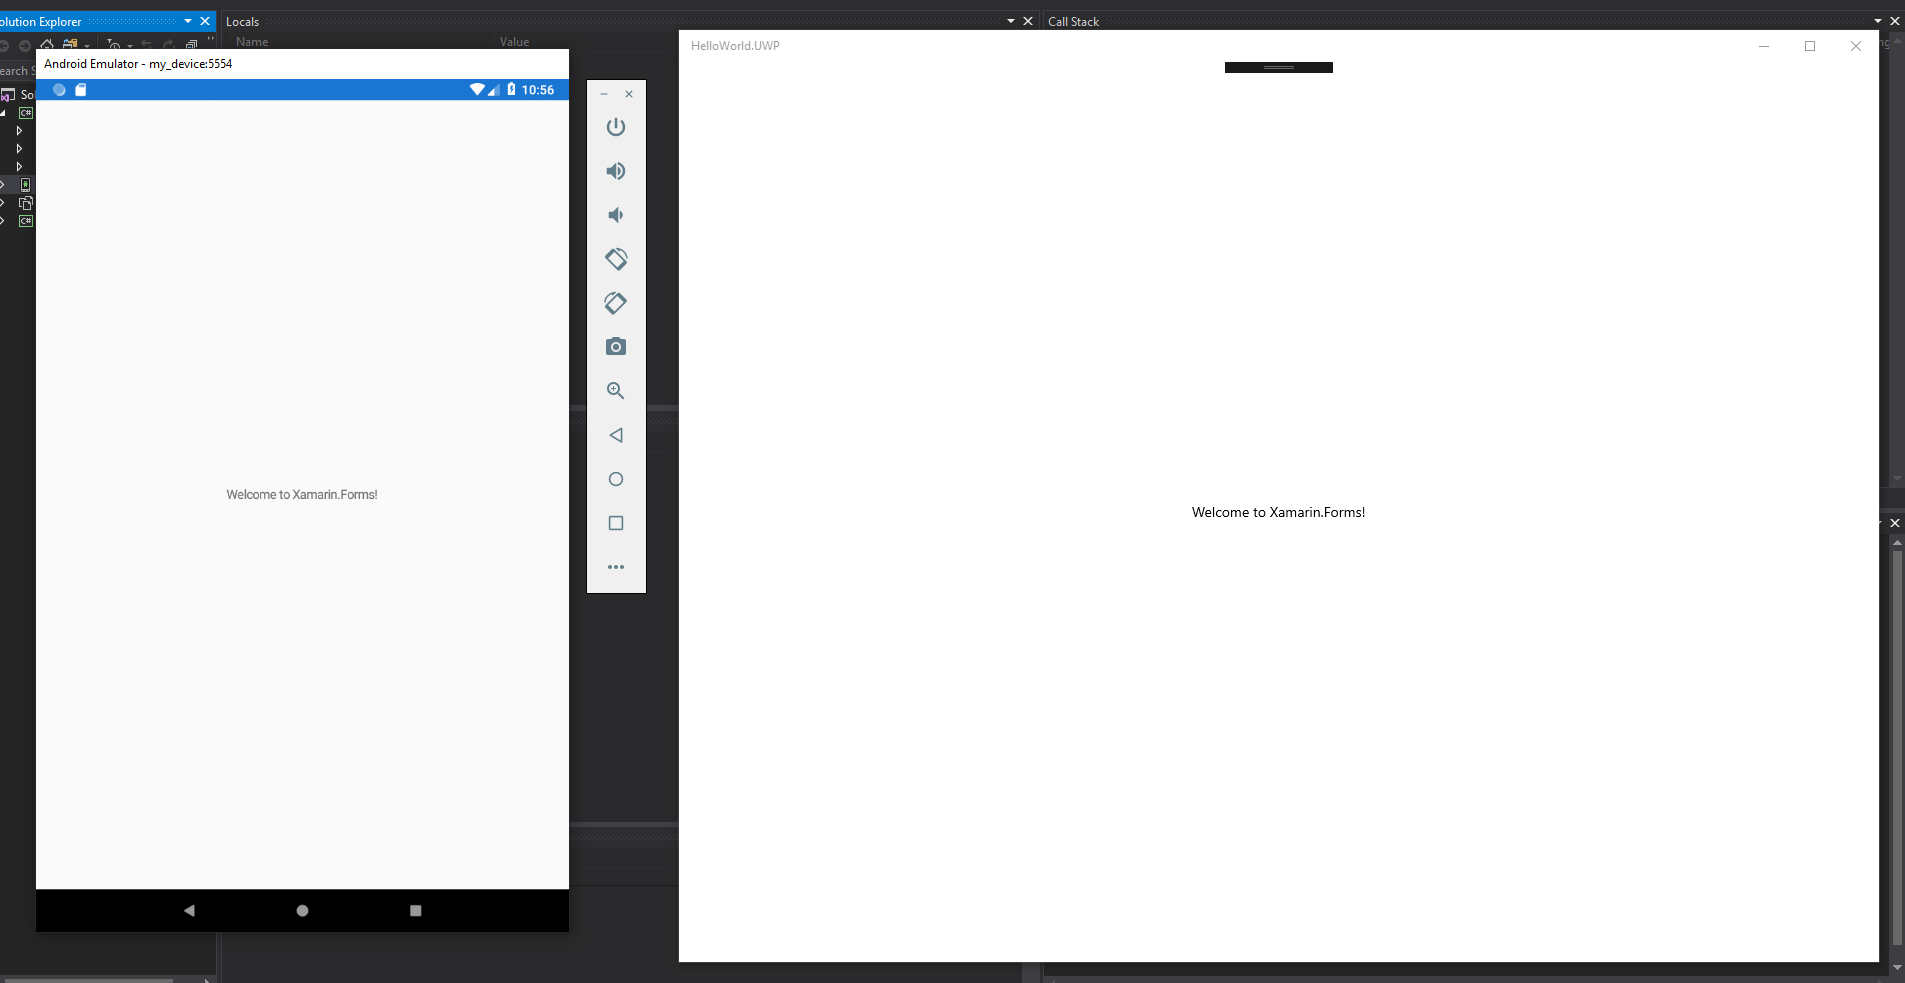 olution Explorer
Locals
Call Stack
Name
Value
earch S
So
Android Emulator - my_device:5554
10:56
Welcome to Xamarin.Forms!
HelloWorld.UWP
Welcome to Xamarin.Forms!
C#
C#